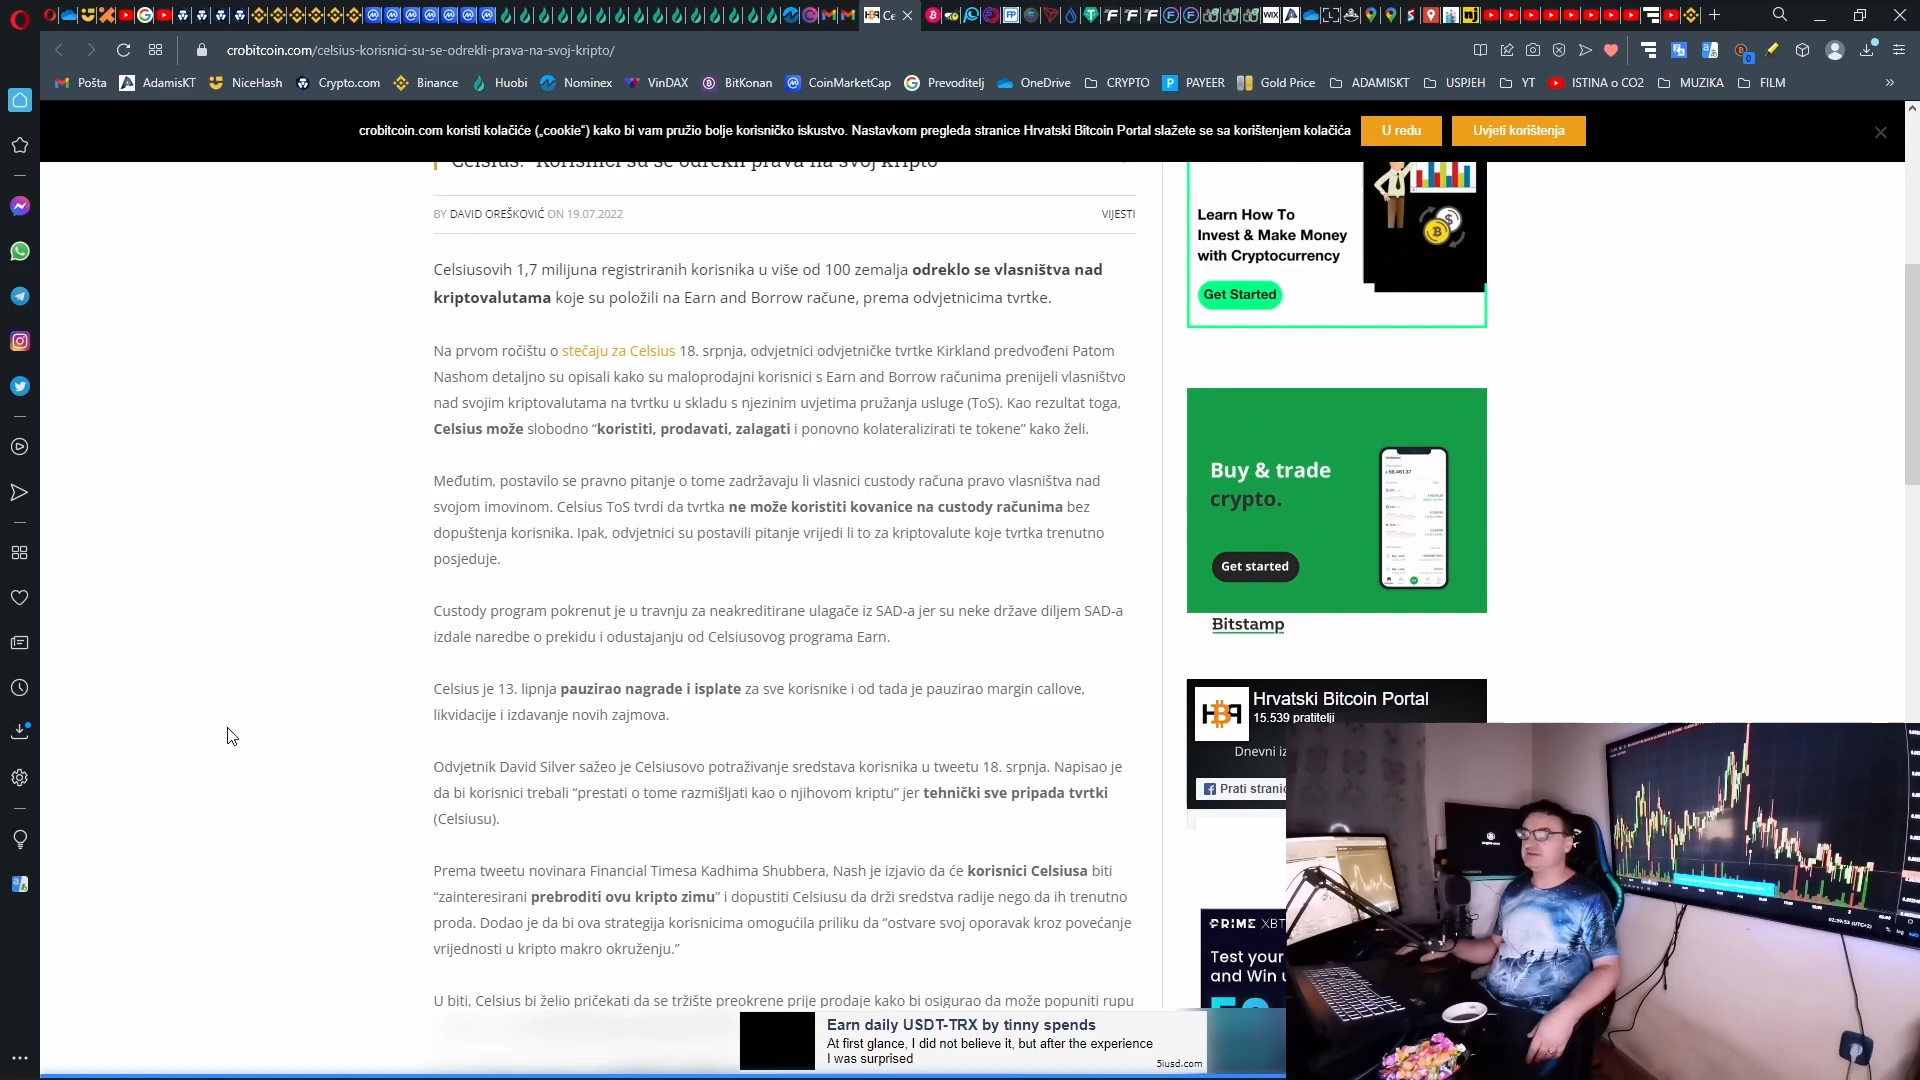 crobitcoin.com/celsius-korisnici-su-se-odrekli-prava-na-svoj-kripto/
Pošta
AdamisKT
NiceHash
Crypto.com
Binance
Huobi
Nominex
VinDAX
BitKonan
CoinMarketCap
Prevoditelj
OneDrive
CRYPTO
PAYEER
Gold Price
ADAMISKT
USPJEH
YT
ISTINA o CO2
MUZIKA
FILM
crobitcoin.com koristi kolačiće („cookie“) kako bi vam pružio bolje korisničko iskustvo. Nastavkom pregleda stranice Hrvatski Bitcoin Portal slažete se sa korištenjem kolačića
U redu
Uvjeti korištenja
Celsius: “Korisnici su se odrekli prava na svoj kripto”
BY DAVID OREŠKOVIĆ ON 19.07.2022
VIJESTI
Celsiusovih 1,7 milijuna registriranih korisnika u više od 100 zemalja odreklo se vlasništva nad
kriptovalutama koje su položili na Earn and Borrow račune, prema odvjetnicima tvrtke.
Na prvom ročištu o stečaju za Celsius 18. srpnja, odvjetnici odvjetničke tvrtke Kirkland predvođeni Patom
Nashom detaljno su opisali kako su maloprodajni korisnici s Earn and Borrow računima prenijeli vlasništvo
nad svojim kriptovalutama na tvrtku u skladu s njezinim uvjetima pružanja usluge (ToS). Kao rezultat toga,
Celsius može slobodno “koristiti, prodavati, zalagati i ponovno kolateralizirati te tokene” kako želi.
Međutim, postavilo se pravno pitanje o tome zadržavaju li vlasnici custody računa pravo vlasništva nad
svojom imovinom. Celsius ToS tvrdi da tvrtka ne može koristiti kovanice na custody računima bez
dopuštenja korisnika. Ipak, odvjetnici su postavili pitanje vrijedi li to za kriptovalute koje tvrtka trenutno
posjeduje.
Custody program pokrenut je u travnju za neakreditirane ulagače iz SAD-a jer su neke države diljem SAD-a
izdale naredbe o prekidu i odustajanju od Celsiusovog programa Earn.
Celsius je 13. lipnja pauzirao nagrade i isplate za sve korisnike i od tada je pauzirao margin callove,
likvidacije i izdavanje novih zajmova.
Odvjetnik David Silver sažeo je Celsiusovo potraživanje sredstava korisnika u tweetu 18. srpnja. Napisao je
da bi korisnici trebali “prestati o tome razmišljati kao o njihovom kriptu” jer tehnički sve pripada tvrtki
(Celsiusu).
Prema tweetu novinara Financial Timesa Kadhima Shubbera, Nash je izjavio da će korisnici Celsiusa biti
“zainteresirani prebroditi ovu kripto zimu” i dopustiti Celsiusu da drži sredstva radije nego da ih trenutno
proda. Dodao je da bi ova strategija korisnicima omogućila priliku da “ostvare svoj oporavak kroz povećanje
vrijednosti u kripto makro okruženju.”
U biti, Celsius bi želio pričekati da se tržište preokrene prije prodaje kako bi osigurao da može popuniti rupu
Learn How To
Invest & Make Money
with Cryptocurrency
Get Started
Buy & trade
crypto.
Get started
Bitstamp
Hrvatski Bitcoin Portal
15.539 pratitelji
Dnevni iz
Prati stranic
PRIME XBT
Test your
and Win
Earn daily USDT-TRX by tinny spends
At first glance, I did not believe it, but after the experience
I was surprised
5iusd.com